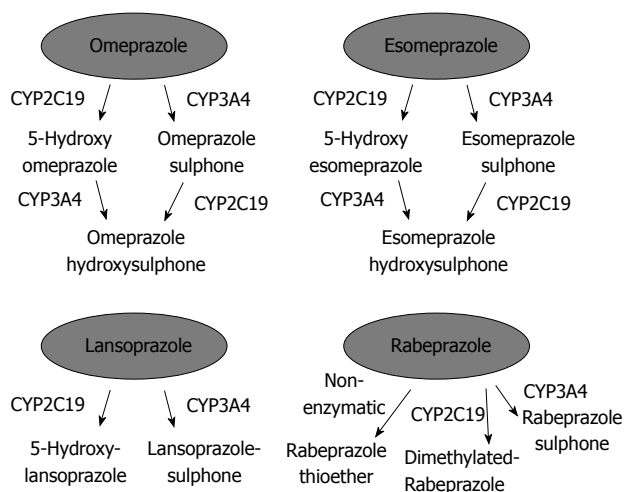 Omeprazole
CYP2C19
CYP3A4
5-Hydroxy
omeprazole
Omeprazole
sulphone
CYP3A4
CYP2C19
Omeprazole
hydroxysulphone
Esomeprazole
CYP2C19
CYP3A4
5-Hydroxy
esomeprazole
Esomeprazole
sulphone
CYP3A4
CYP2C19
Esomeprazole
hydroxysulphone
Lansoprazole
CYP2C19
CYP3A4
5-Hydroxy-
lansoprazole
Lansoprazole-
sulphone
Rabeprazole
Non-
enzymatic
CYP2C19
CYP3A4
Rabeprazole
thioether
Dimethylated-
Rabeprazole
Rabeprazole
sulphone